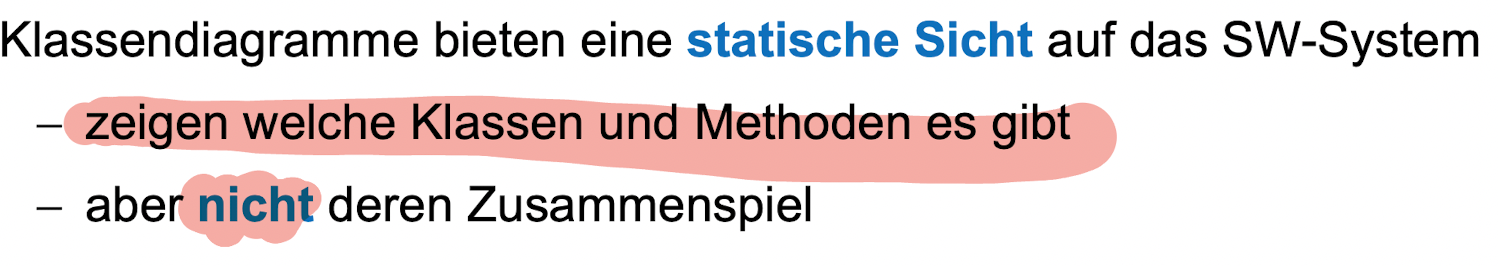 Klassendiagramme bieten eine statische Sicht auf das SW-System
– zeigen welche Klassen und Methoden es gibt
– aber nicht deren Zusammenspiel